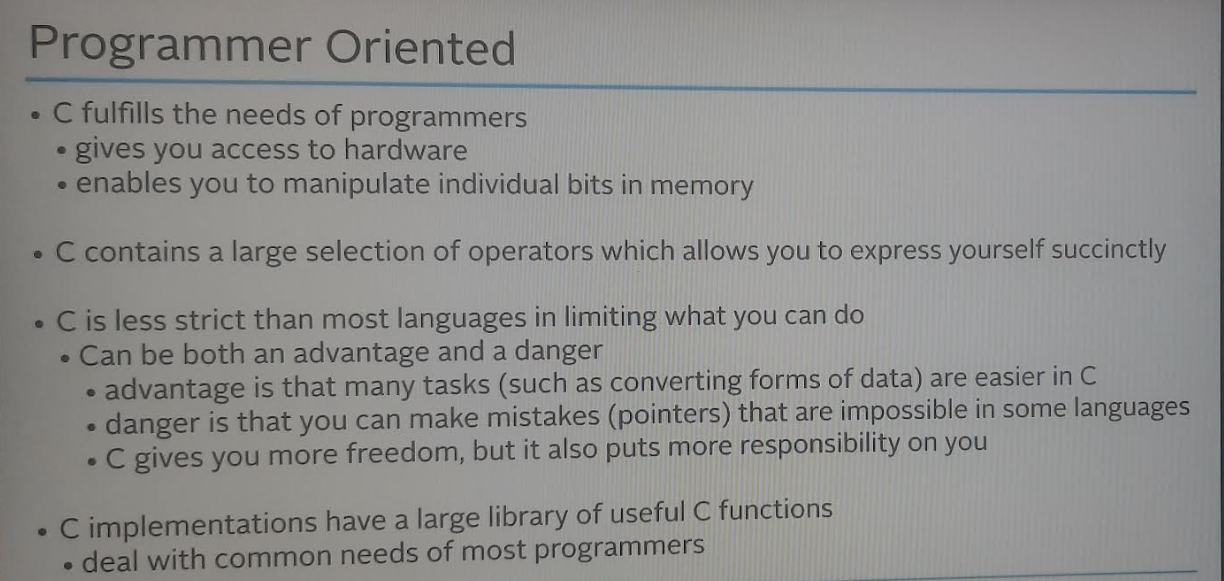 Programmer Oriented
• C fulfills the needs of programmers
• gives you access to hardware
• enables you to manipulate individual bits in memory
• C contains a large selection of operators which allows you to express yourself succinctly
• C is less strict than most languages in limiting what you can do
• Can be both an advantage and a danger
• advantage is that many tasks (such as converting forms of data) are easier in C
• danger is that you can make mistakes (pointers) that are impossible in some languages
• C gives you more freedom, but it also puts more responsibility on you
• C implementations have a large library of useful C functions
• deal with common needs of most programmers